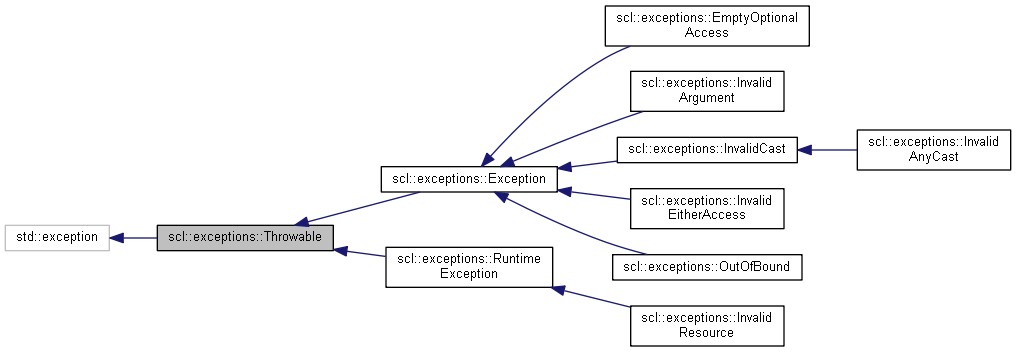 scl::exceptions::EmptyOptional
Access
scl::exceptions::Invalid
Argument
scl::exceptions::InvalidCast
scl::exceptions::Invalid
AnyCast
scl::exceptions::Exception
scl::exceptions::Invalid
EitherAccess
std::exception
scl::exceptions::Throwable
scl::exceptions::Runtime
Exception
scl::exceptions::OutOfBound
scl::exceptions::Invalid
Resource